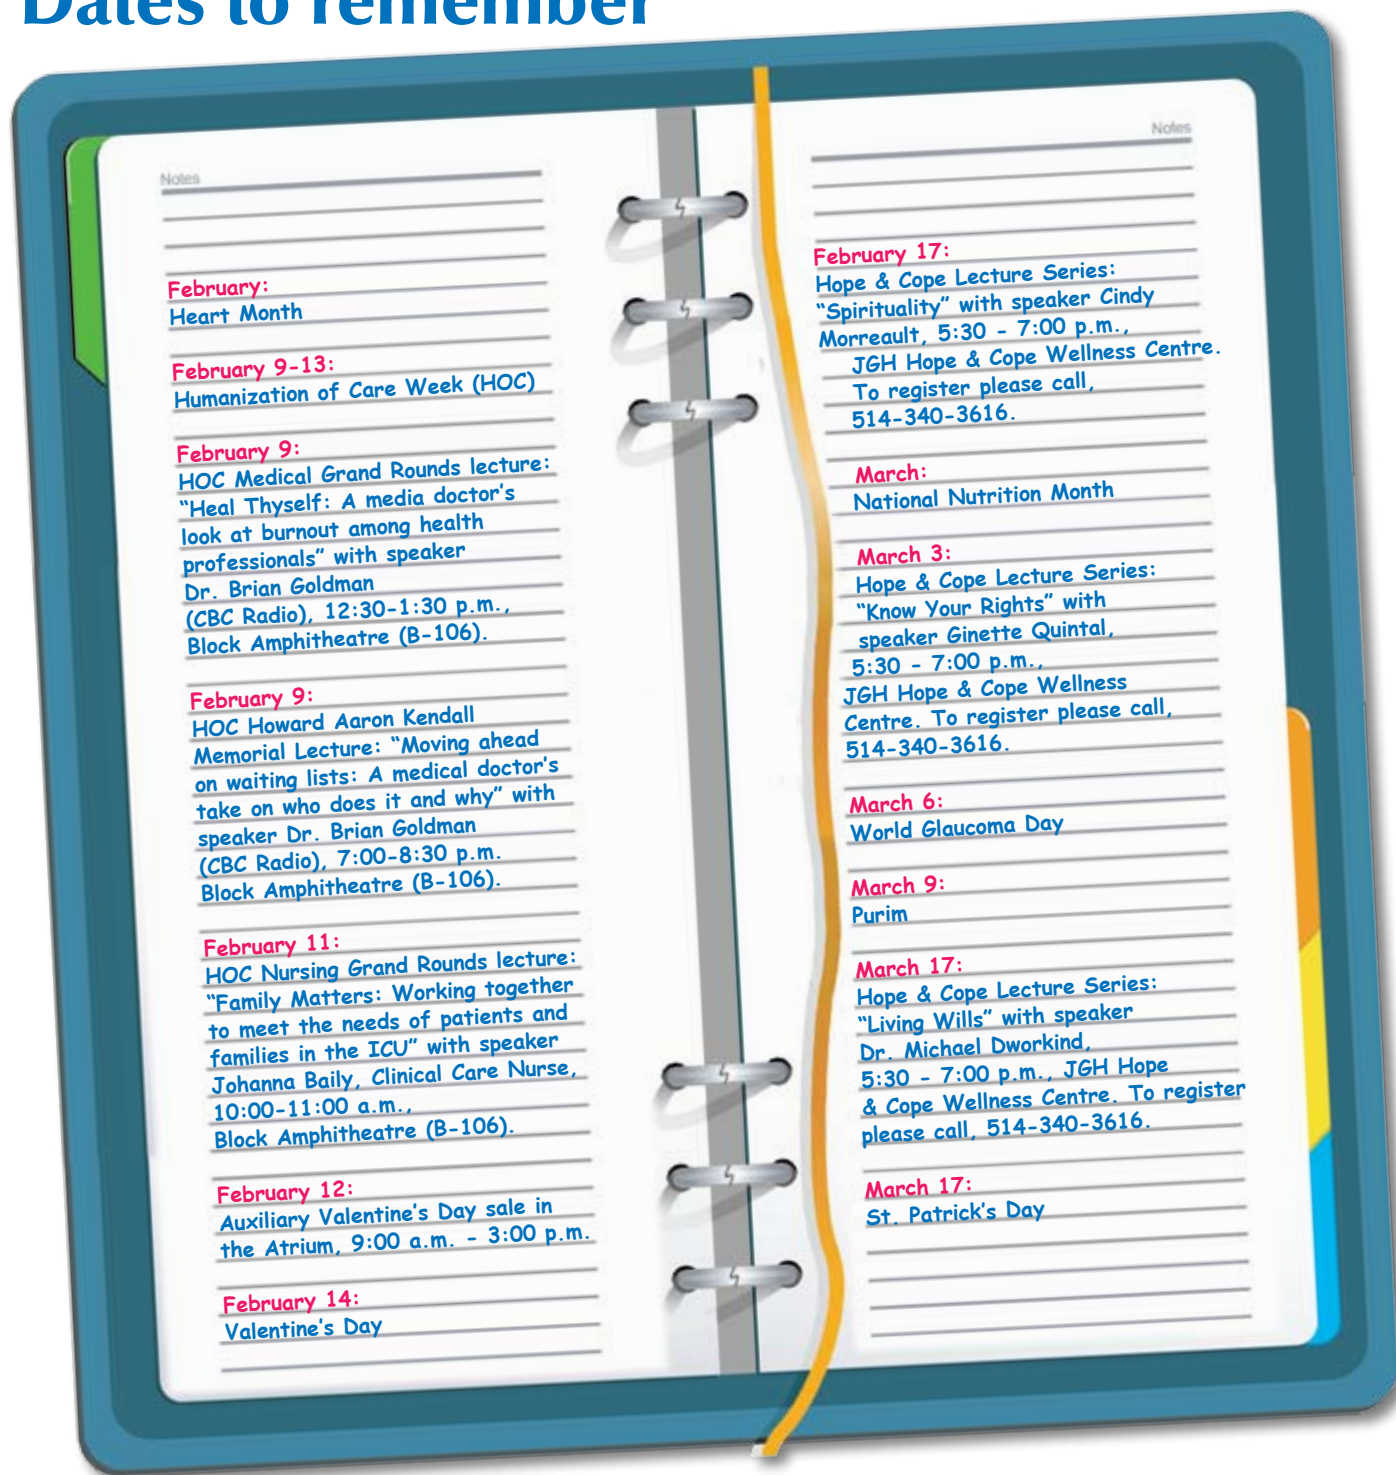 Dates to remember
Notes
February:
Heart Month
February 9-13:
Humanization of Care Week (HOC)
February 9:
HOC Medical Grand Rounds lecture:
“Heal Thyself: A media doctor’s
look at burnout among health
professionals” with speaker
Dr. Brian Goldman
(CBC Radio), 12:30-1:30 p.m.,
Block Amphitheatre (B-106).
February 9:
HOC Howard Aaron Kendall
Memorial Lecture: “Moving ahead
on waiting lists: A medical doctor’s
take on who does it and why” with
speaker Dr. Brian Goldman
(CBC Radio), 7:00-8:30 p.m.
Block Amphitheatre (B-106).
February 11:
HOC Nursing Grand Rounds lecture:
“Family Matters: Working together
to meet the needs of patients and
families in the ICU” with speaker
Johanna Baily, Clinical Care Nurse,
10:00-11:00 a.m.,
Block Amphitheatre (B-106).
February 12:
Auxiliary Valentine’s Day sale in
the Atrium, 9:00 a.m. - 3:00 p.m.
February 14:
Valentine’s Day
Notes
February 17:
Hope & Cope Lecture Series:
“Spirituality” with speaker Cindy
Morreault, 5:30 - 7:00 p.m.,
JGH Hope & Cope Wellness Centre.
To register please call,
514-340-3616.
March:
National Nutrition Month
March 3:
Hope & Cope Lecture Series:
“Know Your Rights” with
speaker Ginette Quintal,
5:30 - 7:00 p.m.,
JGH Hope & Cope Wellness
Centre. To register please call,
514-340-3616.
March 6:
World Glaucoma Day
March 9:
Purim
March 17:
Hope & Cope Lecture Series:
“Living Wills” with speaker
Dr. Michael Dworkind,
5:30 - 7:00 p.m., JGH Hope
& Cope Wellness Centre. To register
please call, 514-340-3616.
March 17:
St. Patrick’s Day